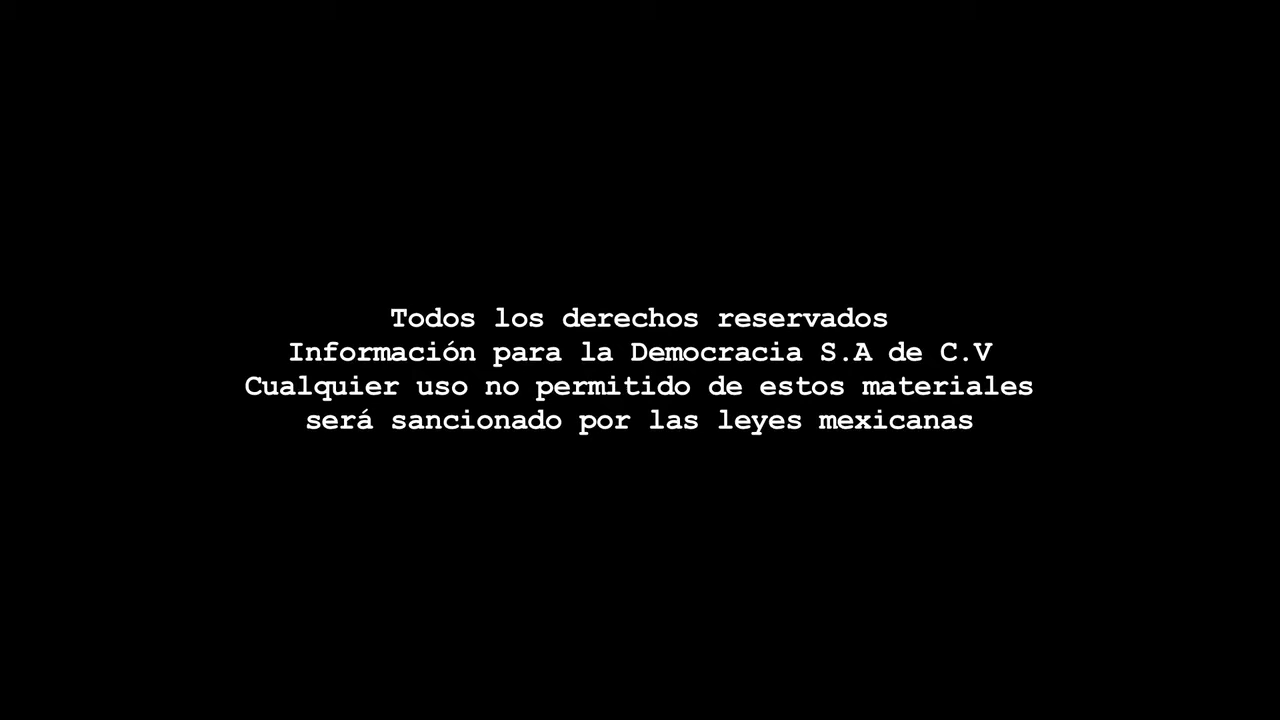 Todos los derechos reservados
Información para la Democracia S.A de C.V
Cualquier uso no permitido de estos materiales
será sancionado por las leyes mexicanas